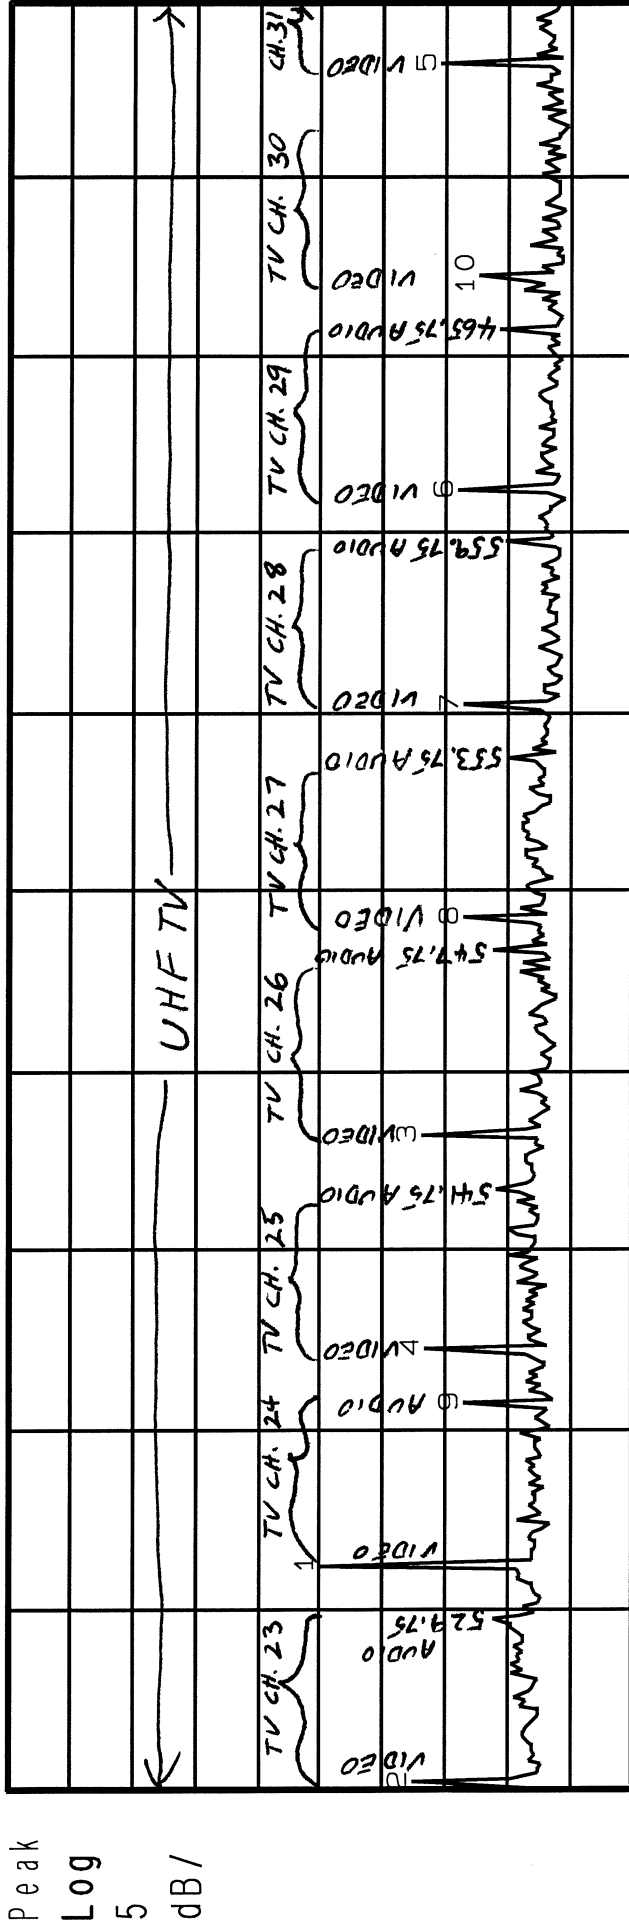 Peak
Log
5
dB/
UHF TV
TV CH. 23
TV CH. 24
TV CH. 25
TV CH. 26
TV CH. 27
TV CH. 28
TV CH. 29
TV CH. 30
CH. 31
VIDEO
2
AUDIO
529.75
1
VIDEO
AUDIO
9
VIDEO
4
541.75 AUDIO
VIDEO
3
547.75 AUDIO
VIDEO
8
553.75 AUDIO
VIDEO
7
559.75 AUDIO
VIDEO
6
465.75 AUDIO
VIDEO
10
VIDEO
5